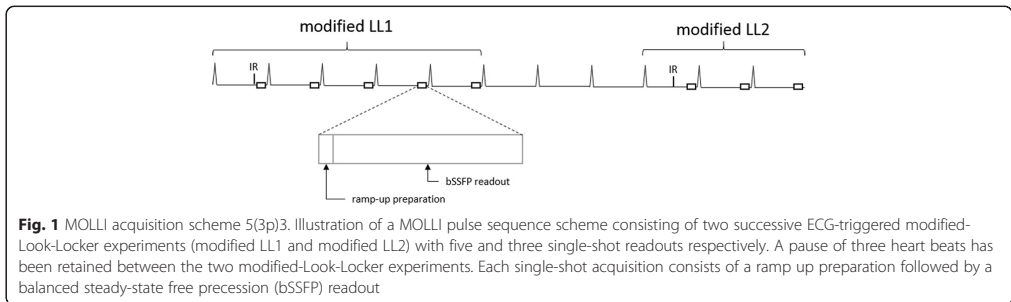 modified LL1
modified LL2
IR
IR
bSSFP readout
ramp-up preparation
Fig. 1 MOLLI acquisition scheme 5(3p)3. Illustration of a MOLLI pulse sequence scheme consisting of two successive ECG-triggered modified-
Look-Locker experiments (modified LL1 and modified LL2) with five and three single-shot readouts respectively. A pause of three heart beats has
been retained between the two modified-Look-Locker experiments. Each single-shot acquisition consists of a ramp up preparation followed by a
balanced steady-state free precession (bSSFP) readout